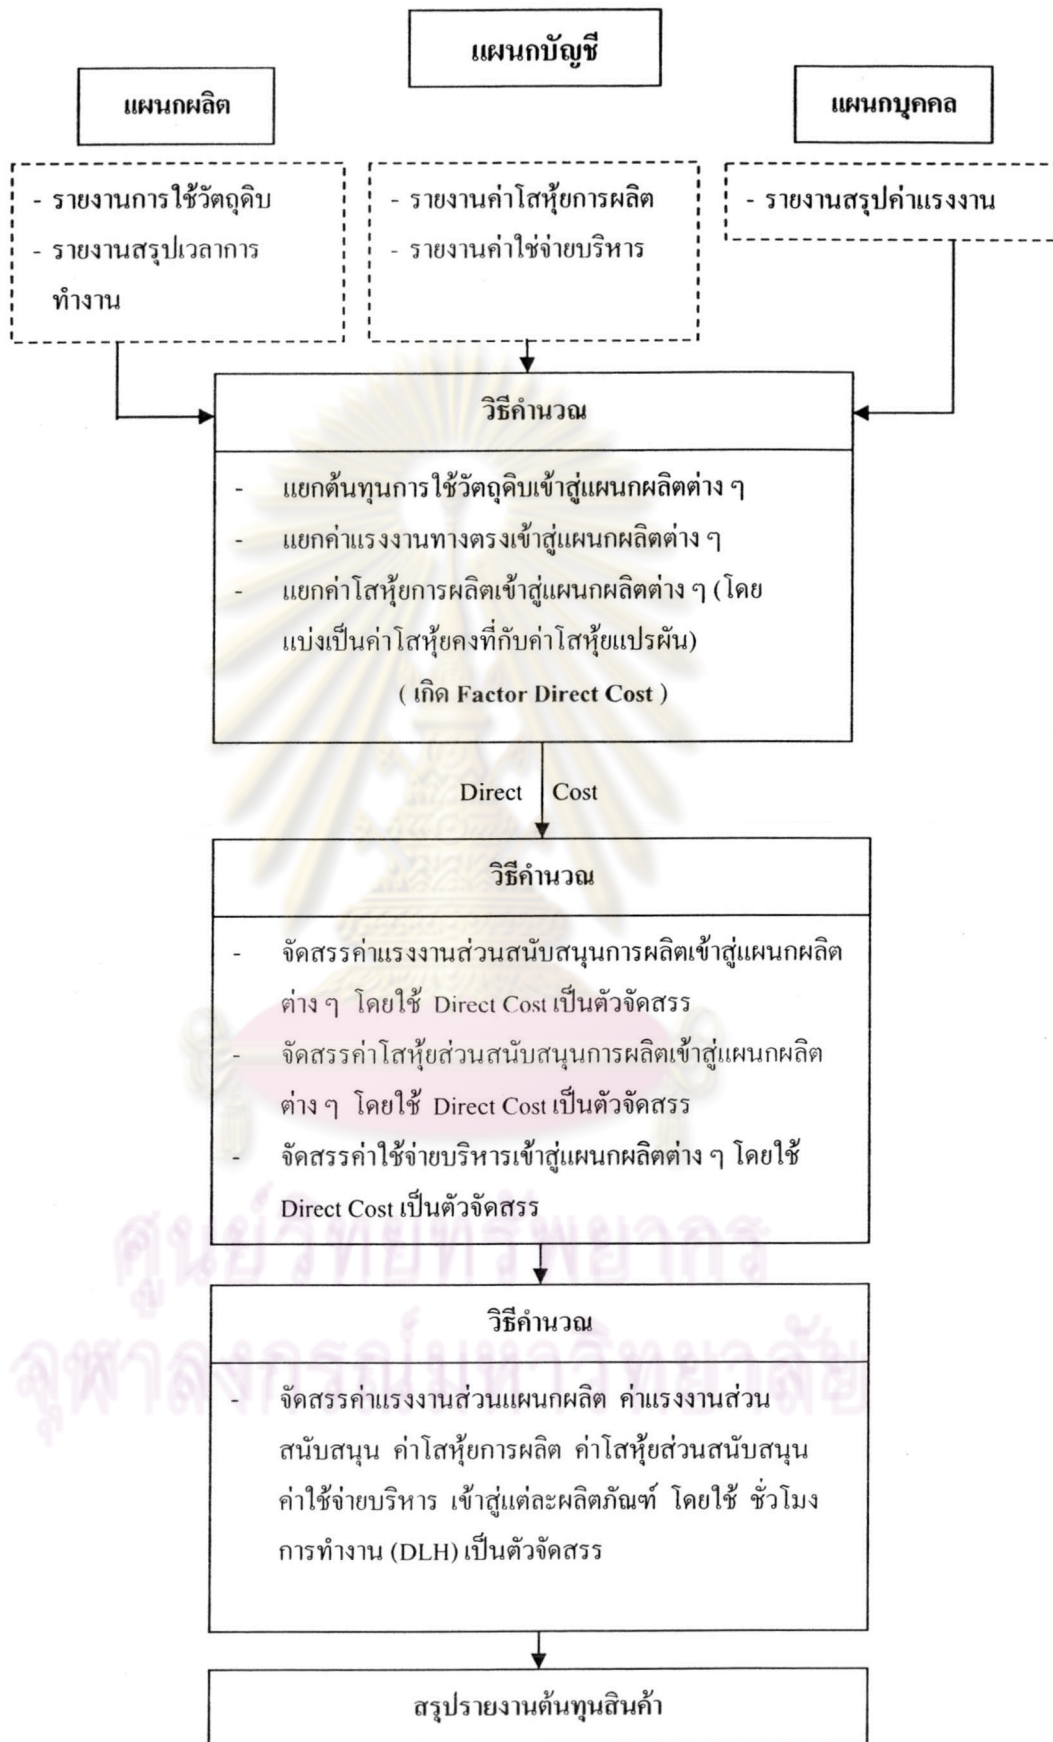 แผนกบัญชี
แผนกผลิต
แผนกบุคคล
- รายงานการใช้วัตถุดิบ
- รายงานสรุปเวลาการ
ทำงาน
- รายงานค่าโสหุ้ยการผลิต
- รายงานค่าใช่จ่ายบริหาร
- รายงานสรุปค่าแรงงาน
วิธีคำนวณ
- แยกต้นทุนการใช้วัตถุดิบเข้าสู่แผนกผลิตต่าง ๆ
- แยกค่าแรงงานทางตรงเข้าสู่แผนกผลิตต่าง ๆ
- แยกค่าโสหุ้ยการผลิตเข้าสู่แผนกผลิตต่าง ๆ (โดย
แบ่งเป็นค่าโสหุ้ยคงที่กับค่าโสหุ้ยแปรผัน)
( เกิด Factor Direct Cost )
Direct Cost
วิธีคำนวณ
- จัดสรรค่าแรงงานส่วนสนับสนุนการผลิตเข้าสู่แผนกผลิต
ต่าง ๆ โดยใช้ Direct Cost เป็นตัวจัดสรร
- จัดสรรค่าโสหุ้ยส่วนสนับสนุนการผลิตเข้าสู่แผนกผลิต
ต่าง ๆ โดยใช้ Direct Cost เป็นตัวจัดสรร
- จัดสรรค่าใช้จ่ายบริหารเข้าสู่แผนกผลิตต่าง ๆ โดยใช้
Direct Cost เป็นตัวจัดสรร
ศูนย์วิทยทรัพยากร
วิธีคำนวณ
จุฬาลงกรณ์มหาวิทยาลัย
- จัดสรรค่าแรงงานส่วนแผนกผลิต ค่าแรงงานส่วน
สนับสนุน ค่าโสหุ้ยการผลิต ค่าโสหุ้ยส่วนสนับสนุน
ค่าใช้จ่ายบริหาร เข้าสู่แต่ละผลิตภัณฑ์ โดยใช้ ชั่วโมง
การทำงาน (DLH) เป็นตัวจัดสรร
สรุปรายงานต้นทุนสินค้า